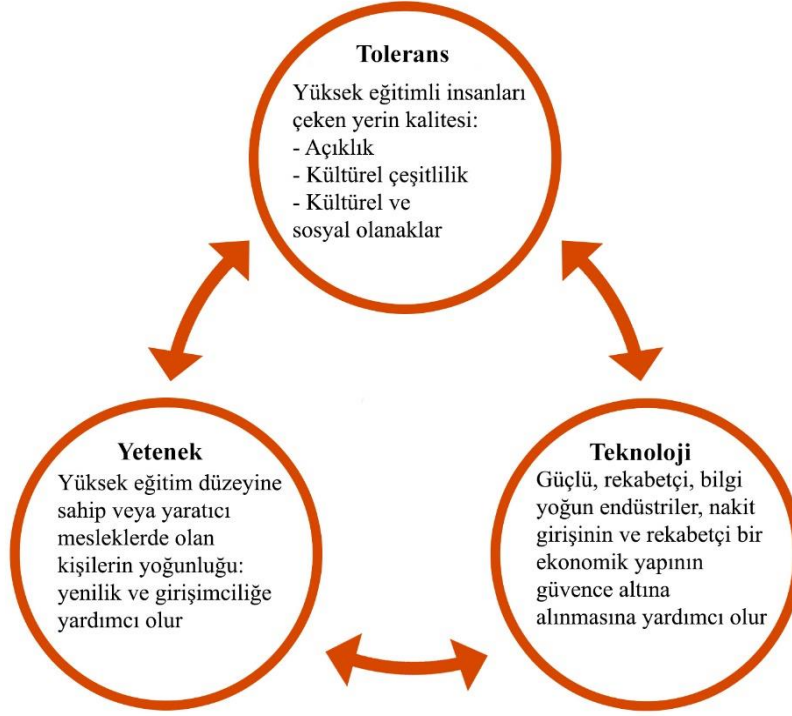 Tolerans
Yüksek eğitimli insanları
çeken yerin kalitesi:
- Açıklık
- Kültürel çeşitlilik
- Kültürel ve
sosyal olanaklar
Yetenek
Yüksek eğitim düzeyine
sahip veya yaratıcı
mesleklerde olan
kişilerin yoğunluğu:
yenilik ve girişimciliğe
yardımcı olur
Teknoloji
Güçlü, rekabetçi, bilgi
yoğun endüstriler, nakit
girişinin ve rekabetçi bir
ekonomik yapının
güvence altına
alınmasına yardımcı olur